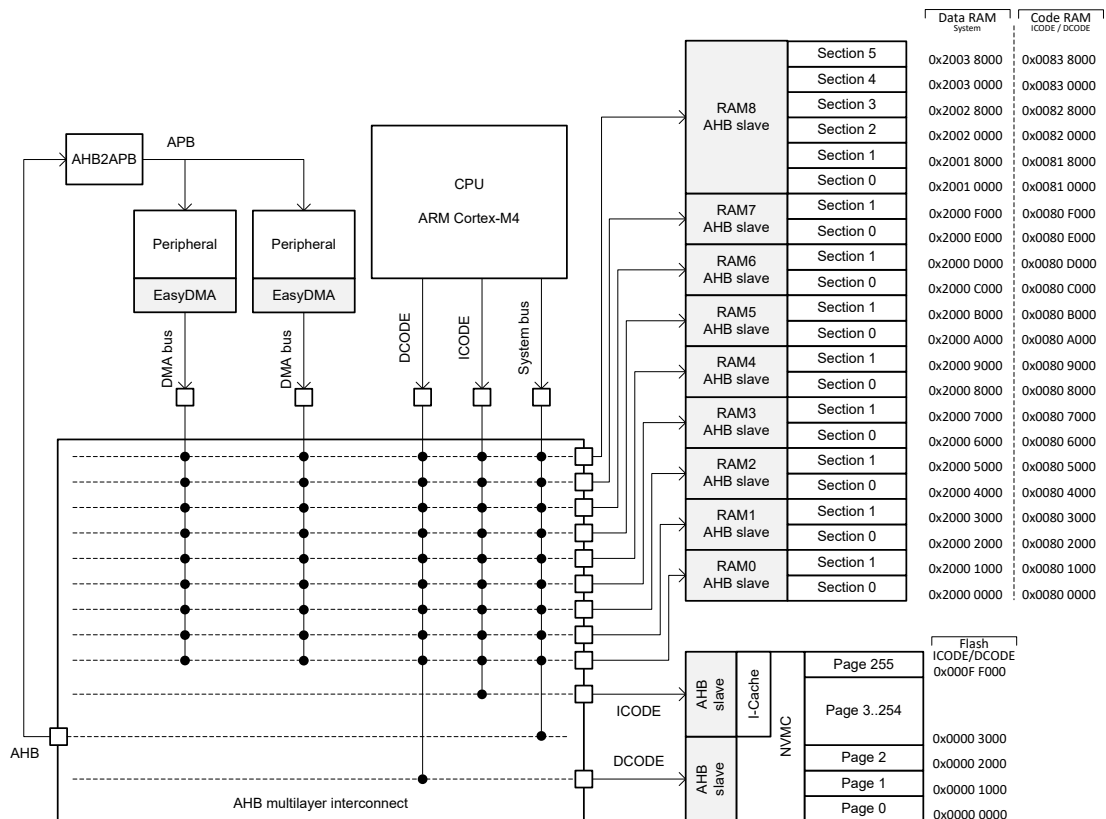 Data RAM
System
Code RAM
ICODE / DCODE
AHB2APB
APB
CPU
ARM Cortex-M4
Peripheral
EasyDMA
Peripheral
EasyDMA
DMA bus
DMA bus
DCODE
ICODE
System bus
RAM8
AHB slave
Section 5
0x2003 8000 0x0083 8000
Section 4
0x2003 0000 0x0083 0000
Section 3
0x2002 8000 0x0082 8000
Section 2
0x2002 0000 0x0082 0000
Section 1
0x2001 8000 0x0081 8000
Section 0
0x2001 0000 0x0081 0000
RAM7
AHB slave
Section 1
0x2000 F000 0x0080 F000
Section 0
0x2000 E000 0x0080 E000
RAM6
AHB slave
Section 1
0x2000 D000 0x0080 D000
Section 0
0x2000 C000 0x0080 C000
RAM5
AHB slave
Section 1
0x2000 B000 0x0080 B000
Section 0
0x2000 A000 0x0080 A000
RAM4
AHB slave
Section 1
0x2000 9000 0x0080 9000
Section 0
0x2000 8000 0x0080 8000
RAM3
AHB slave
Section 1
0x2000 7000 0x0080 7000
Section 0
0x2000 6000 0x0080 6000
RAM2
AHB slave
Section 1
0x2000 5000 0x0080 5000
Section 0
0x2000 4000 0x0080 4000
RAM1
AHB slave
Section 1
0x2000 3000 0x0080 3000
Section 0
0x2000 2000 0x0080 2000
RAM0
AHB slave
Section 1
0x2000 1000 0x0080 1000
Section 0
0x2000 0000 0x0080 0000
Flash
ICODE/DCODE
AHB
AHB multilayer interconnect
ICODE
DCODE
AHB
slave
I-Cache
AHB
slave
NVMC
Page 255
0x000F F000
Page 3..254
0x0000 3000
Page 2
0x0000 2000
Page 1
0x0000 1000
Page 0
0x0000 0000